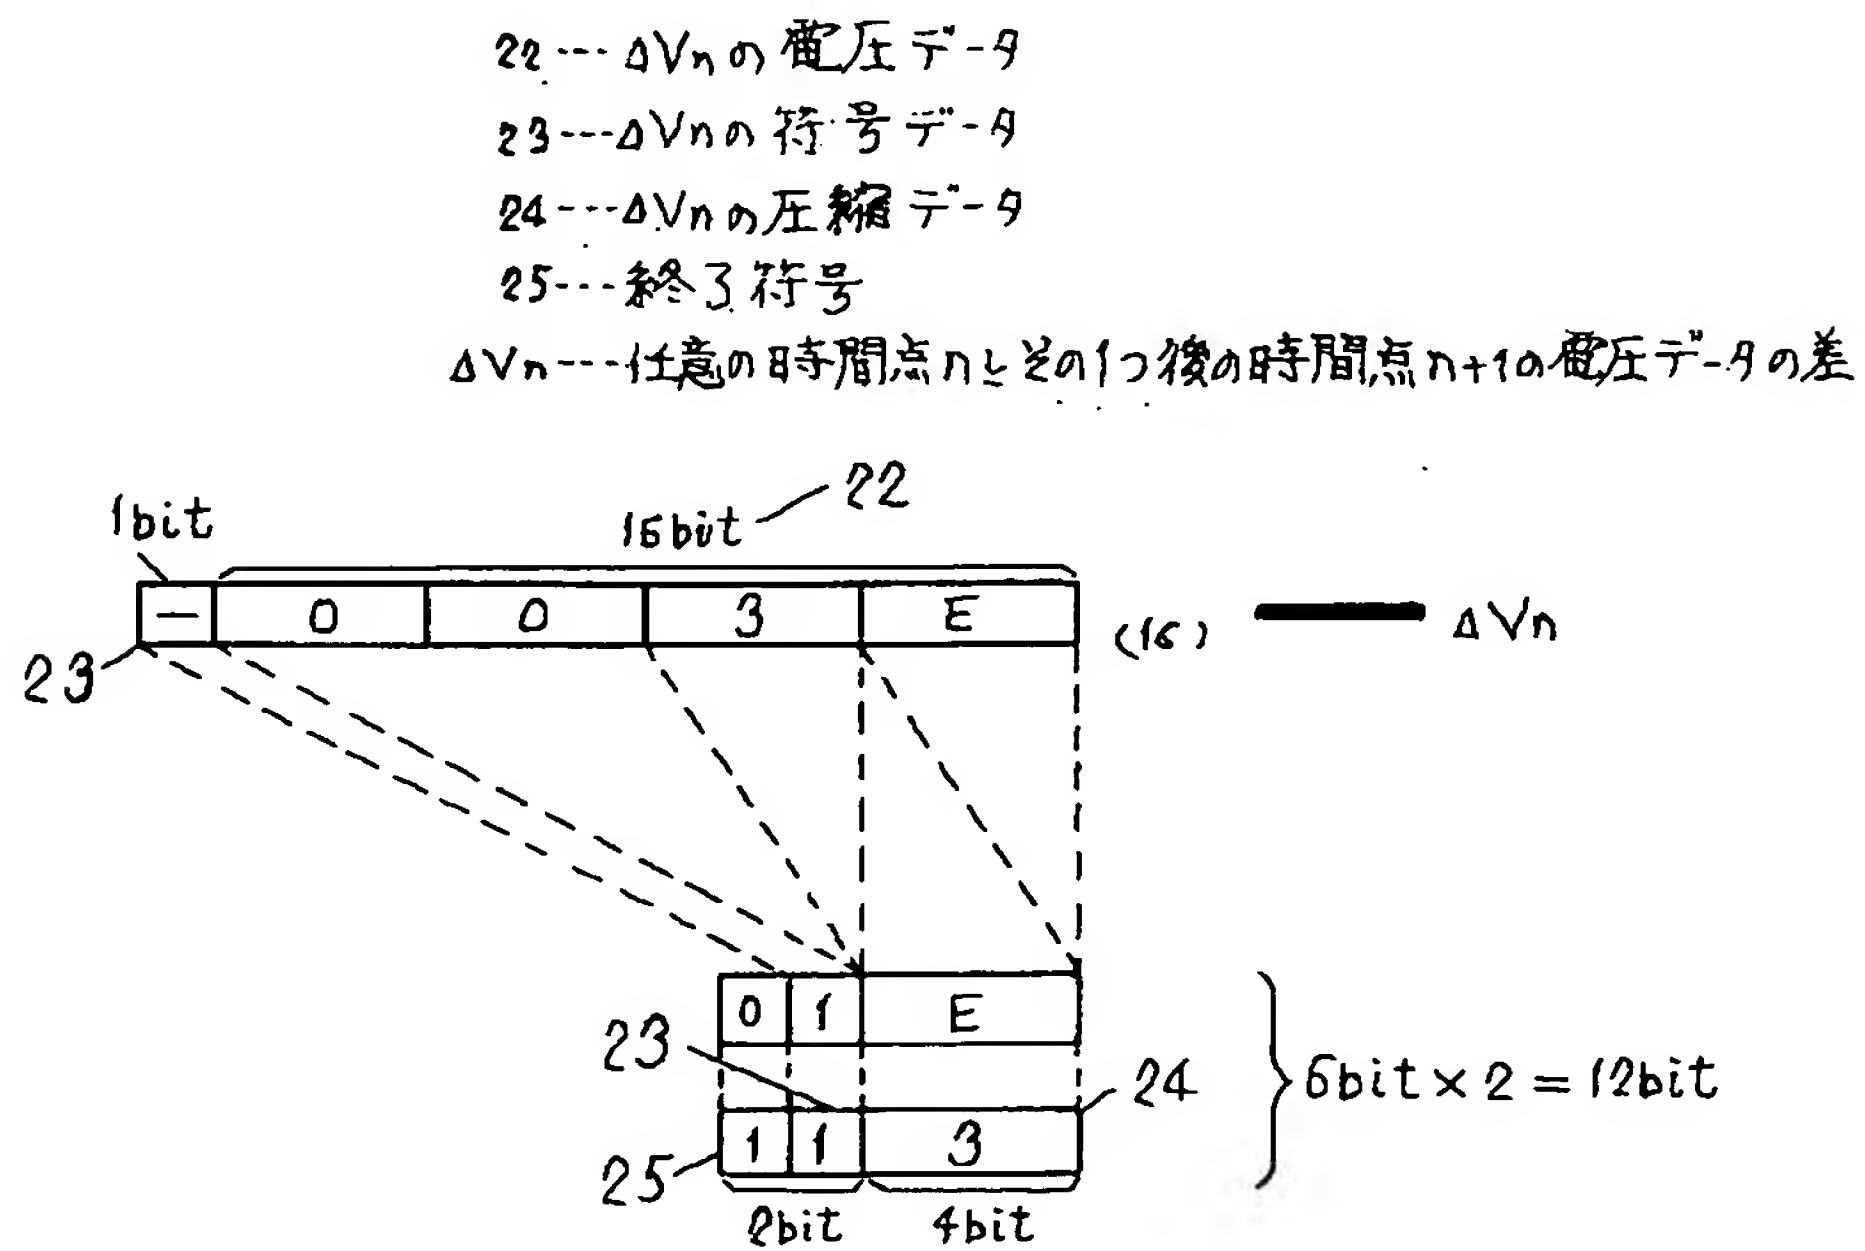 22…ΔVnの電圧データ
23…ΔVnの符号データ
24…ΔVnの圧縮データ
25…終了符号
ΔVn…任意の時間点nとその1つ後の時間点n+1の電圧データの差
22
1bit
16bit
— 0 0 3 E (16) ΔVn
23
0 1 E
23
24
6bit × 2 = 12bit
1 1 3
25
2bit 4bit